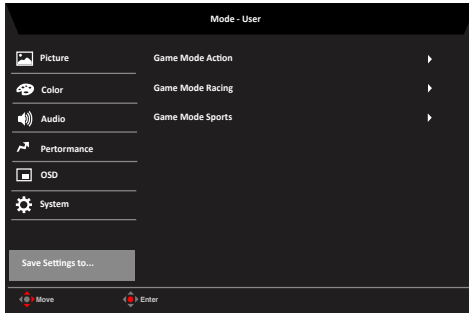 Mode - User
Picture
Game Mode Action
Color
Game Mode Racing
Audio
Game Mode Sports
Pertormance
OSD
System
Save Settings to...
Move
Enter